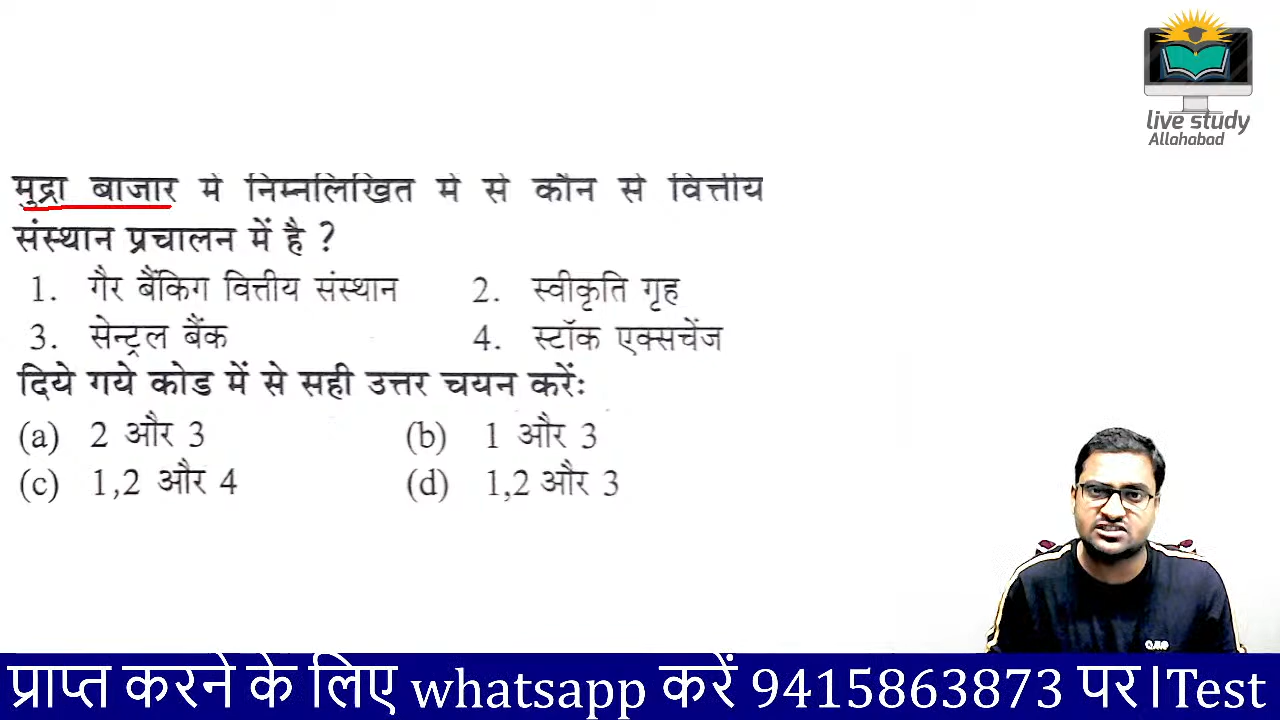 live study
Allahabad
मुद्रा बाजार में निम्नलिखित में से कौन से वित्तीय
संस्थान प्रचालन में है ?
1. गैर बैंकिग वित्तीय संस्थान 2. स्वीकृति गृह
3. सेन्ट्रल बैंक 4. स्टॉक एक्सचेंज
दिये गये कोड में से सही उत्तर चयन करेंः
(a) 2 और 3 (b) 1 और 3
(c) 1,2 और 4 (d) 1,2 और 3
प्राप्त करने के लिए whatsapp करें 9415863873 पर।Test